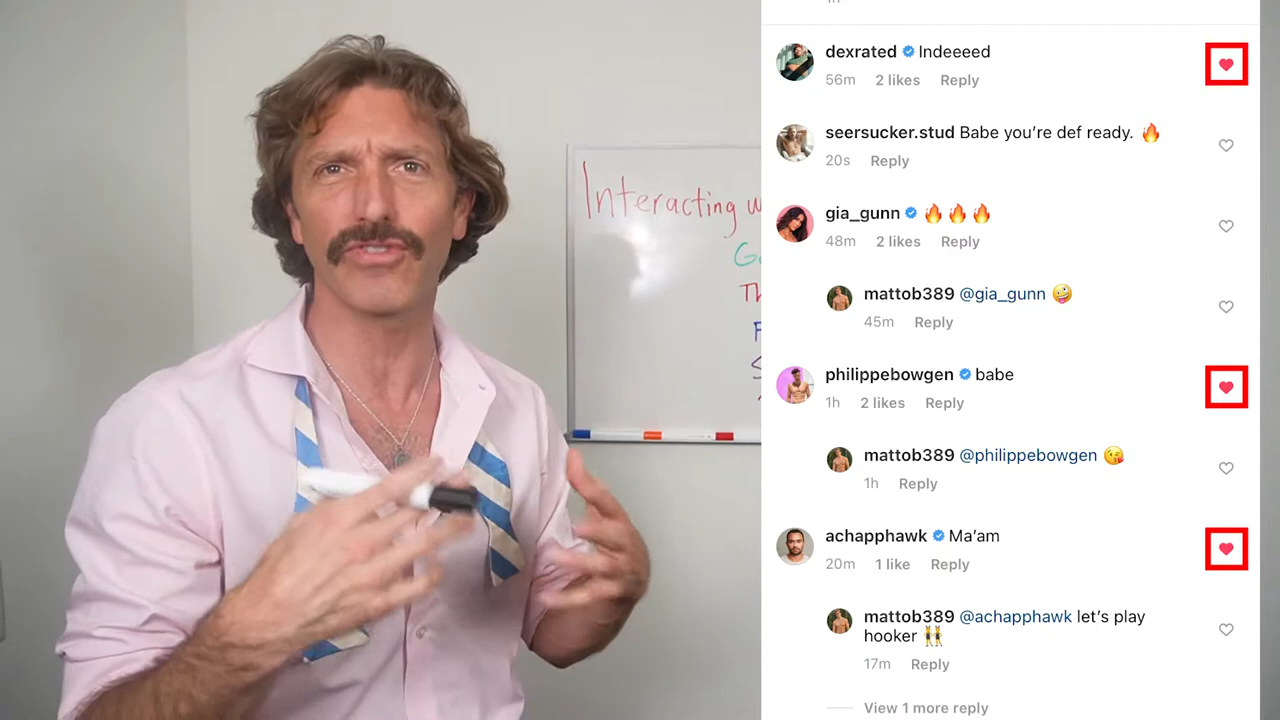 Interacting
dexrated Indeeeed
56m 2 likes Reply
seersucker.stud Babe you're def ready. 🔥
20s Reply
gia_gunn 🔥🔥🔥
48m 2 likes Reply
mattob389 @gia_gunn 🤪
45m Reply
philippebowgen babe
1h 2 likes Reply
mattob389 @philippebowgen 😘
1h Reply
achapphawk Ma'am
20m 1 like Reply
mattob389 @achapphawk let's play
hooker 👯
17m Reply
View 1 more reply